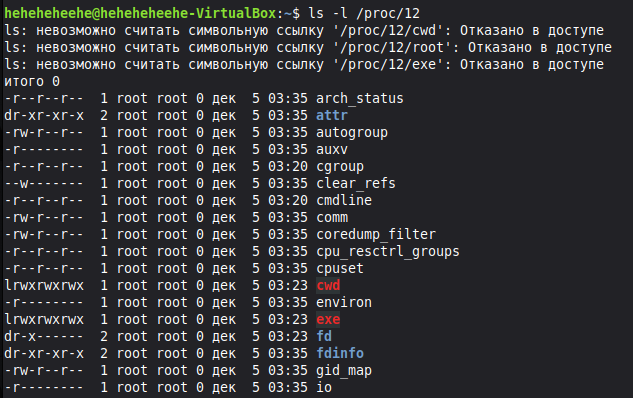 heheheheehe@heheheheehe-VirtualBox:~$ ls -l /proc/12
ls: невозможно считать символьную ссылку '/proc/12/cwd': Отказано в доступе
ls: невозможно считать символьную ссылку '/proc/12/root': Отказано в доступе
ls: невозможно считать символьную ссылку '/proc/12/exe': Отказано в доступе
итого 0
-r--r--r--  1 root root 0 дек  5 03:35 arch_status
dr-xr-xr-x  2 root root 0 дек  5 03:35 attr
-rw-r--r--  1 root root 0 дек  5 03:35 autogroup
-r--------  1 root root 0 дек  5 03:35 auxv
-r--r--r--  1 root root 0 дек  5 03:20 cgroup
--w-------  1 root root 0 дек  5 03:35 clear_refs
-r--r--r--  1 root root 0 дек  5 03:20 cmdline
-rw-r--r--  1 root root 0 дек  5 03:35 comm
-rw-r--r--  1 root root 0 дек  5 03:35 coredump_filter
-r--r--r--  1 root root 0 дек  5 03:35 cpu_resctrl_groups
-r--r--r--  1 root root 0 дек  5 03:35 cpuset
lrwxrwxrwx  1 root root 0 дек  5 03:23 cwd
-r--------  1 root root 0 дек  5 03:35 environ
lrwxrwxrwx  1 root root 0 дек  5 03:23 exe
dr-x------  2 root root 0 дек  5 03:23 fd
dr-xr-xr-x  2 root root 0 дек  5 03:35 fdinfo
-rw-r--r--  1 root root 0 дек  5 03:35 gid_map
-r--------  1 root root 0 дек  5 03:35 io